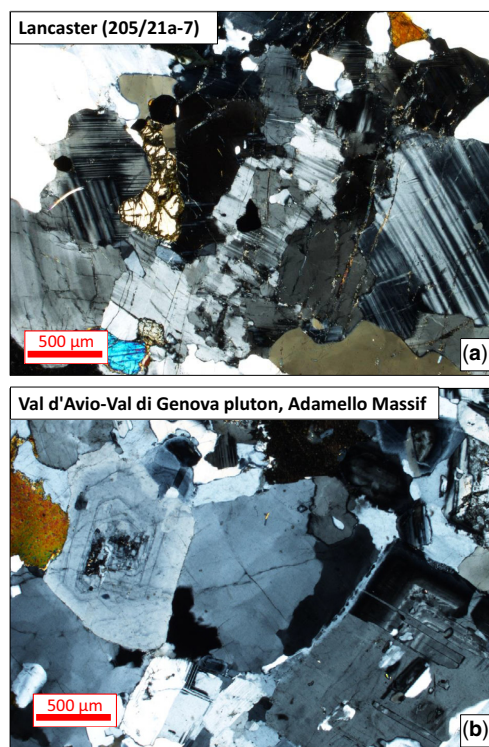 Lancaster (205/21a-7)
500 µm
(a)
Val d'Avio-Val di Genova pluton, Adamello Massif
500 µm
(b)